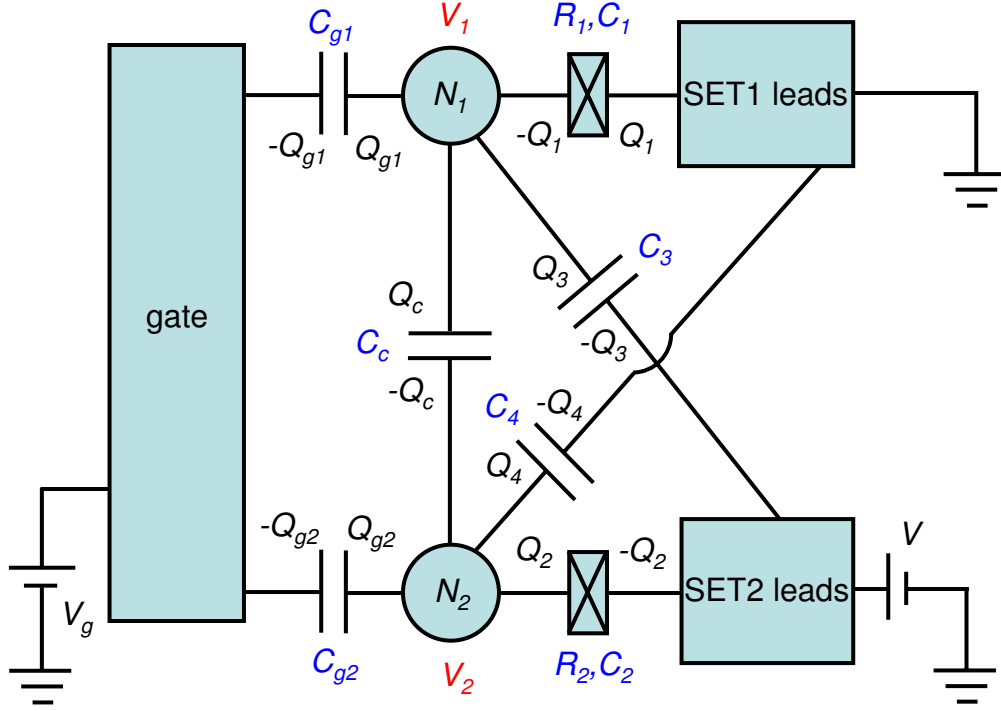 C_g1
V_1
R_1,C_1
N_1
SET1 leads
-Q_g1
Q_g1
-Q_1
Q_1
C_3
Q_3
gate
Q_c
C_c
-Q_3
-Q_c
C_4
-Q_4
Q_4
-Q_g2
Q_g2
Q_2
-Q_2
V
V_g
N_2
SET2 leads
C_g2
V_2
R_2,C_2